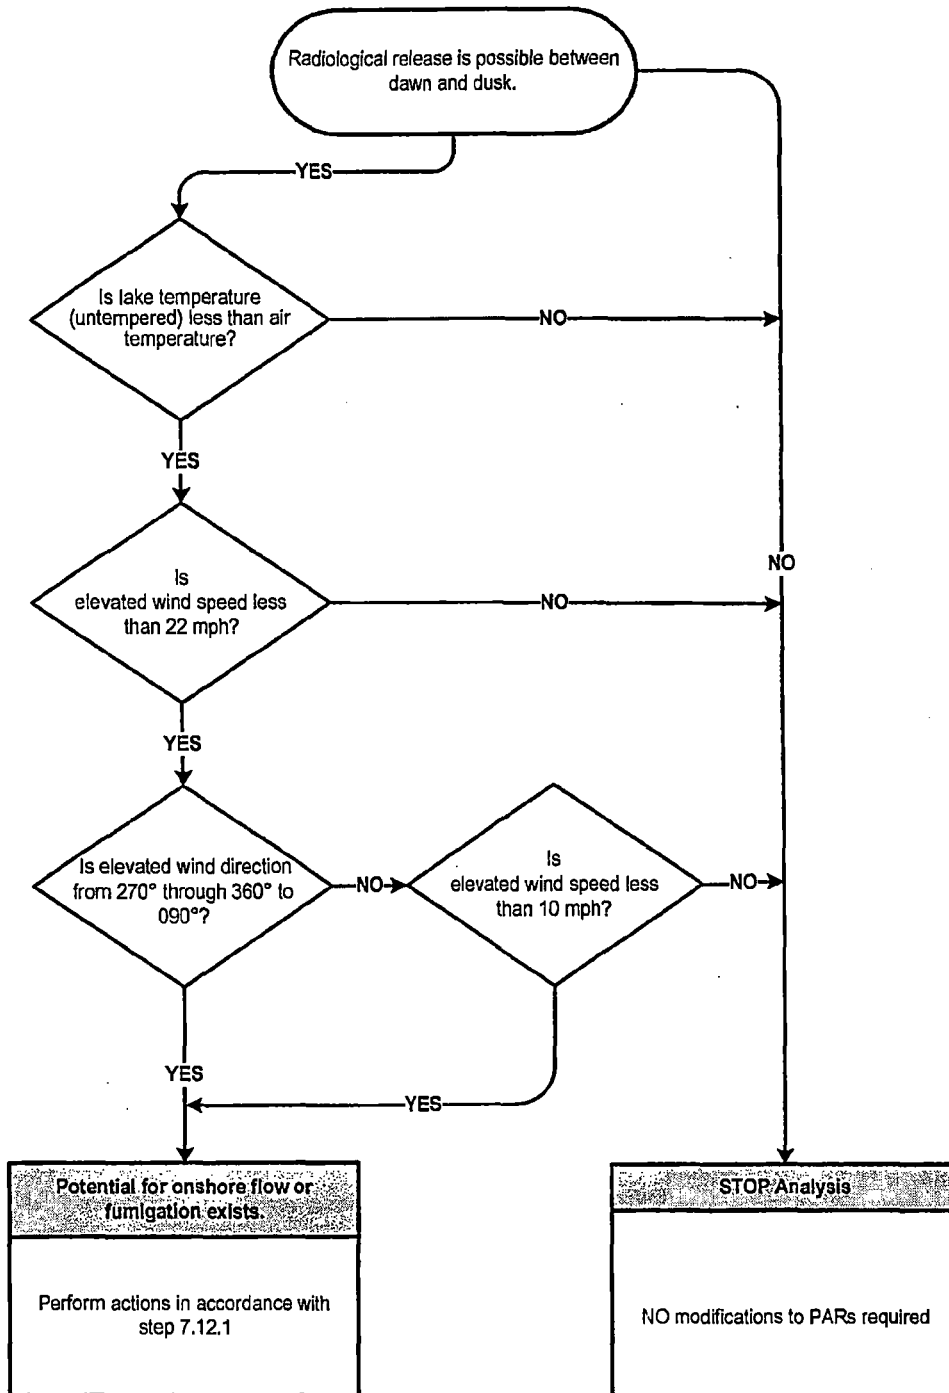 Radiological release is possible between
dawn and dusk.
YES
Is lake temperature
(untempered) less than air
temperature?
NO
YES
Is
elevated wind speed less
than 22 mph?
NO
NO
YES
Is elevated wind direction
from 270° through 360° to
090°?
NO
Is
elevated wind speed less
than 10 mph?
NO
YES
YES
Potential for onshore flow or
fumigation exists.
Perform actions in accordance with
step 7.12.1
STOP Analysis
NO modifications to PARs required